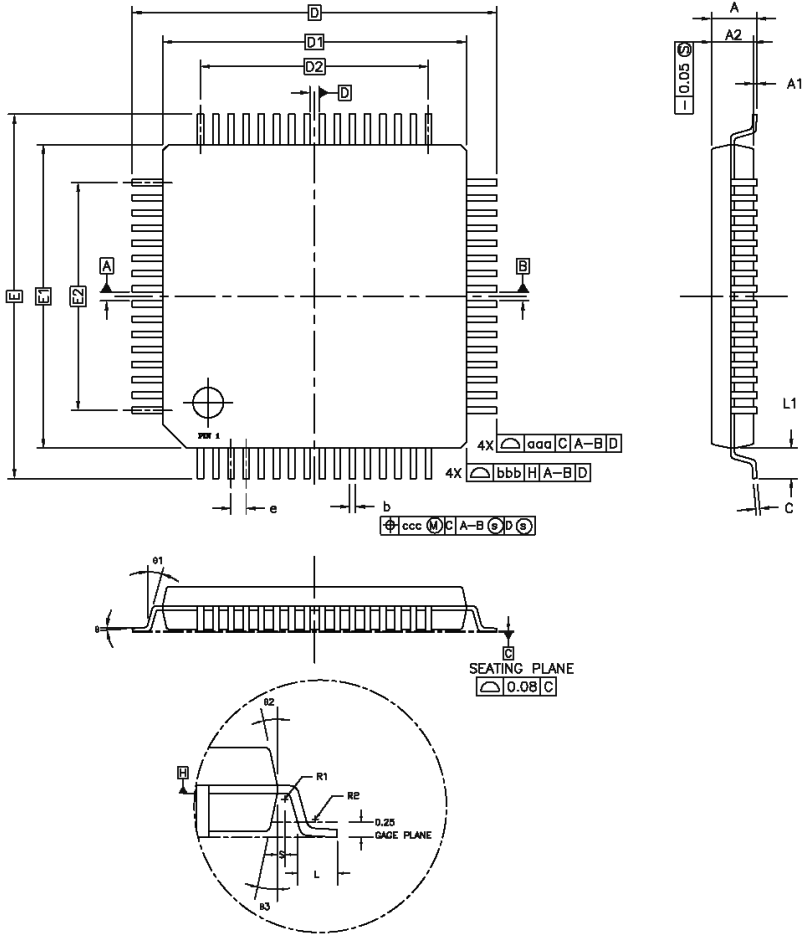 D
A
D1
A2
D2
– 0.05 S
D
A1
E
E1
E2
A
B
PIN 1
L1
4X aaa C A–B D
4X bbb H A–B D
e
b
C
ccc M C A–B S D S
θ1
θ
C
SEATING PLANE
0.08 C
θ2
H
R1
R2
0.25
GAGE PLANE
S
L
θ3